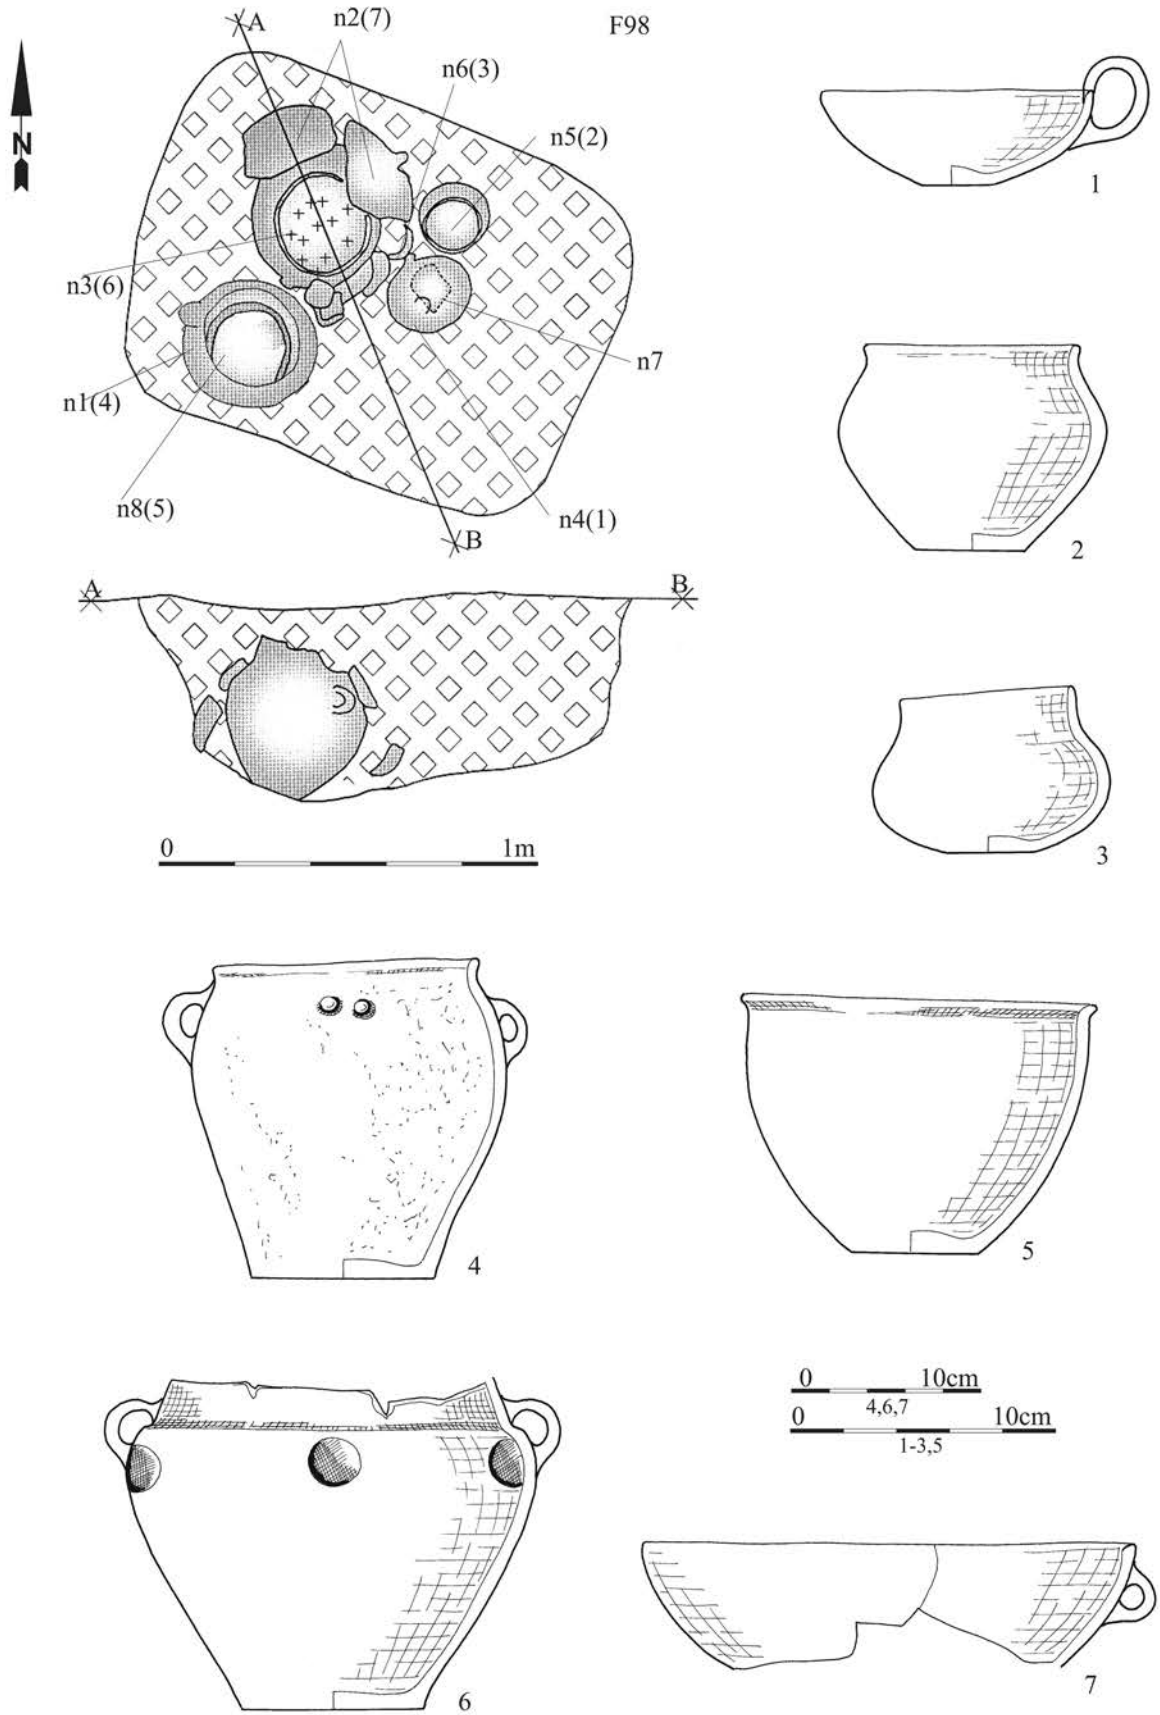 A
n2(7)
F98
n6(3)
n5(2)
N
1
n3(6)
n7
n1(4)
n8(5)
n4(1)
B
2
A
B
0 1m
3
4
5
0 10cm
4,6,7
0 10cm
1-3,5
6
7